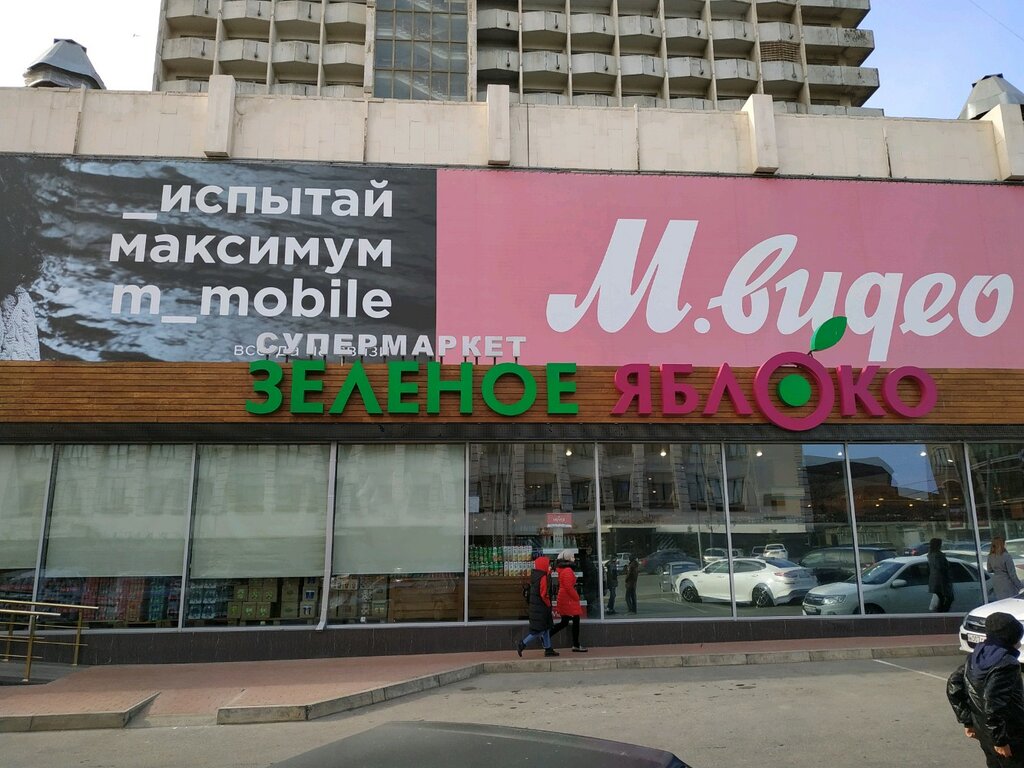 _испытай
максимум
m_mobile
М.видео
СУПЕРМАРКЕТ
ЗЕЛЕНОЕ ЯБЛОКО